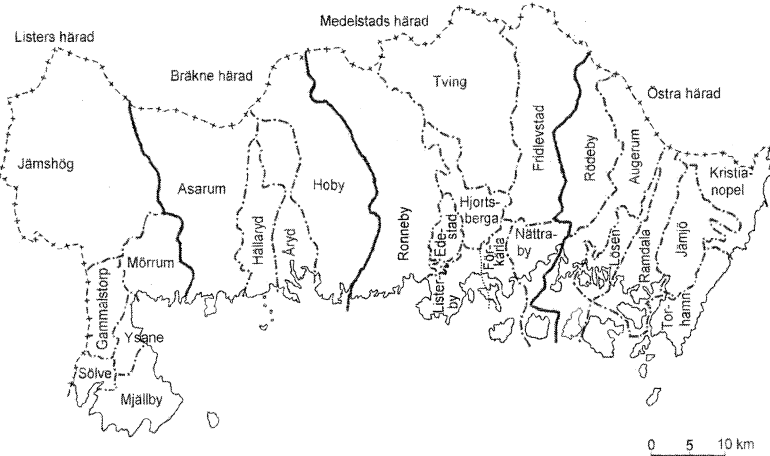 Listers härad
Medelstads härad
Bräkne härad
Östra härad
Tving
Jämshög
Asarum
Hoby
Fridlevstad
Rödeby
Augerum
Kristia-
nopel
Mörrum
Hällaryd
Åryd
Ronneby
Ede-
stad
Hjorts-
berga
Lister-
by
För-
kärla
Nättra-
by
Lösen
Ramdala
Jämjö
Tor-
hamn
Gammalstorp
Ysane
Sölve
Mjällby
0 5 10 km